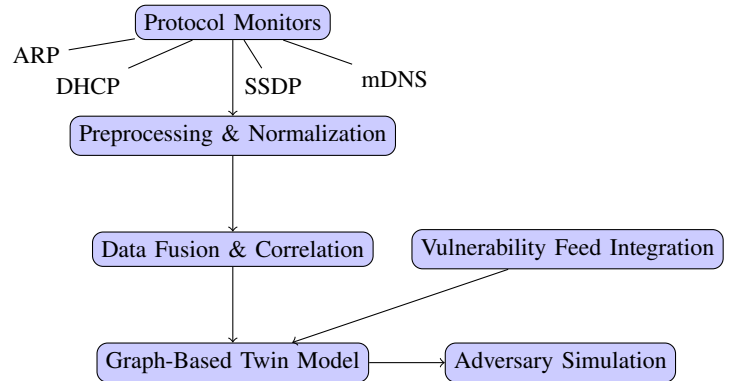 Protocol Monitors
ARP
DHCP
SSDP
mDNS
Preprocessing & Normalization
Data Fusion & Correlation
Vulnerability Feed Integration
Graph-Based Twin Model
Adversary Simulation